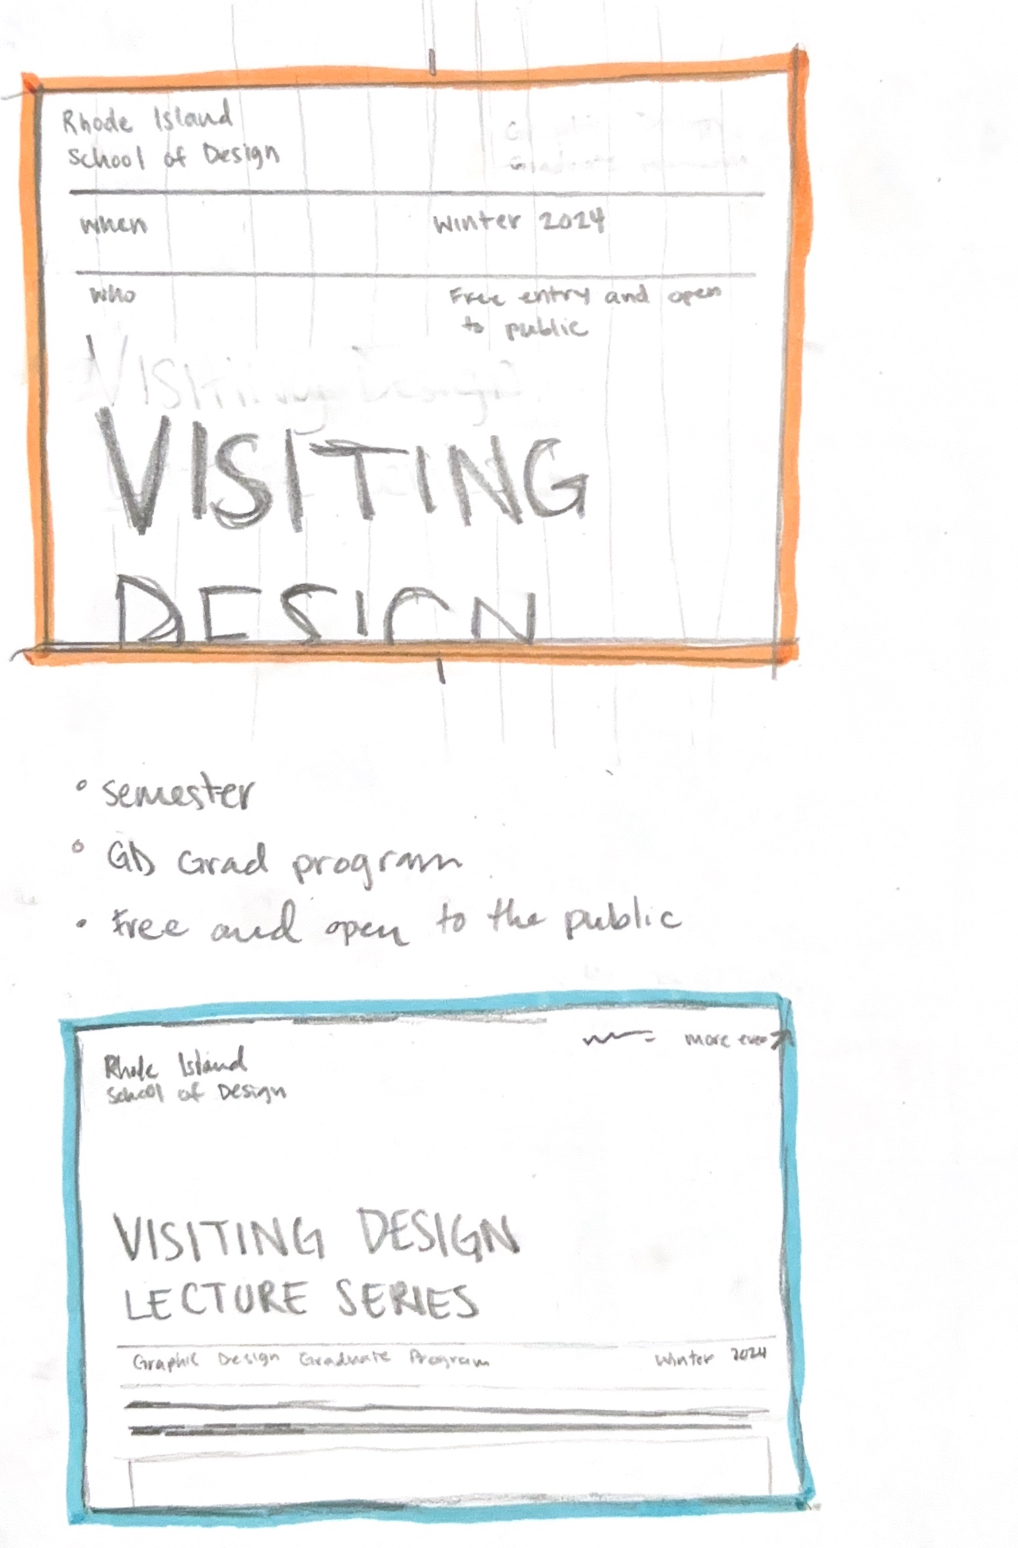 Rhode Island
School of Design
Graduate
when
Winter 2024
who
Free entry and open
to public
Visiting Design
VISITING
DESIGN
• semester
• GD Grad program
• Free and open to the public
Rhode Island
School of Design
more even
VISITING DESIGN
LECTURE SERIES
Graphic Design Graduate Program
Winter 2024